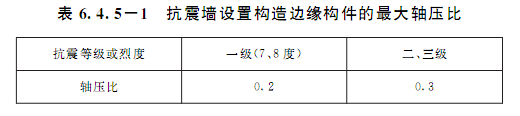 表 6.4.5—1 抗震墙设置构造边缘构件的最大轴压比
抗震等级或烈度 一级(7、8度) 二、三级
轴压比 0.2 0.3